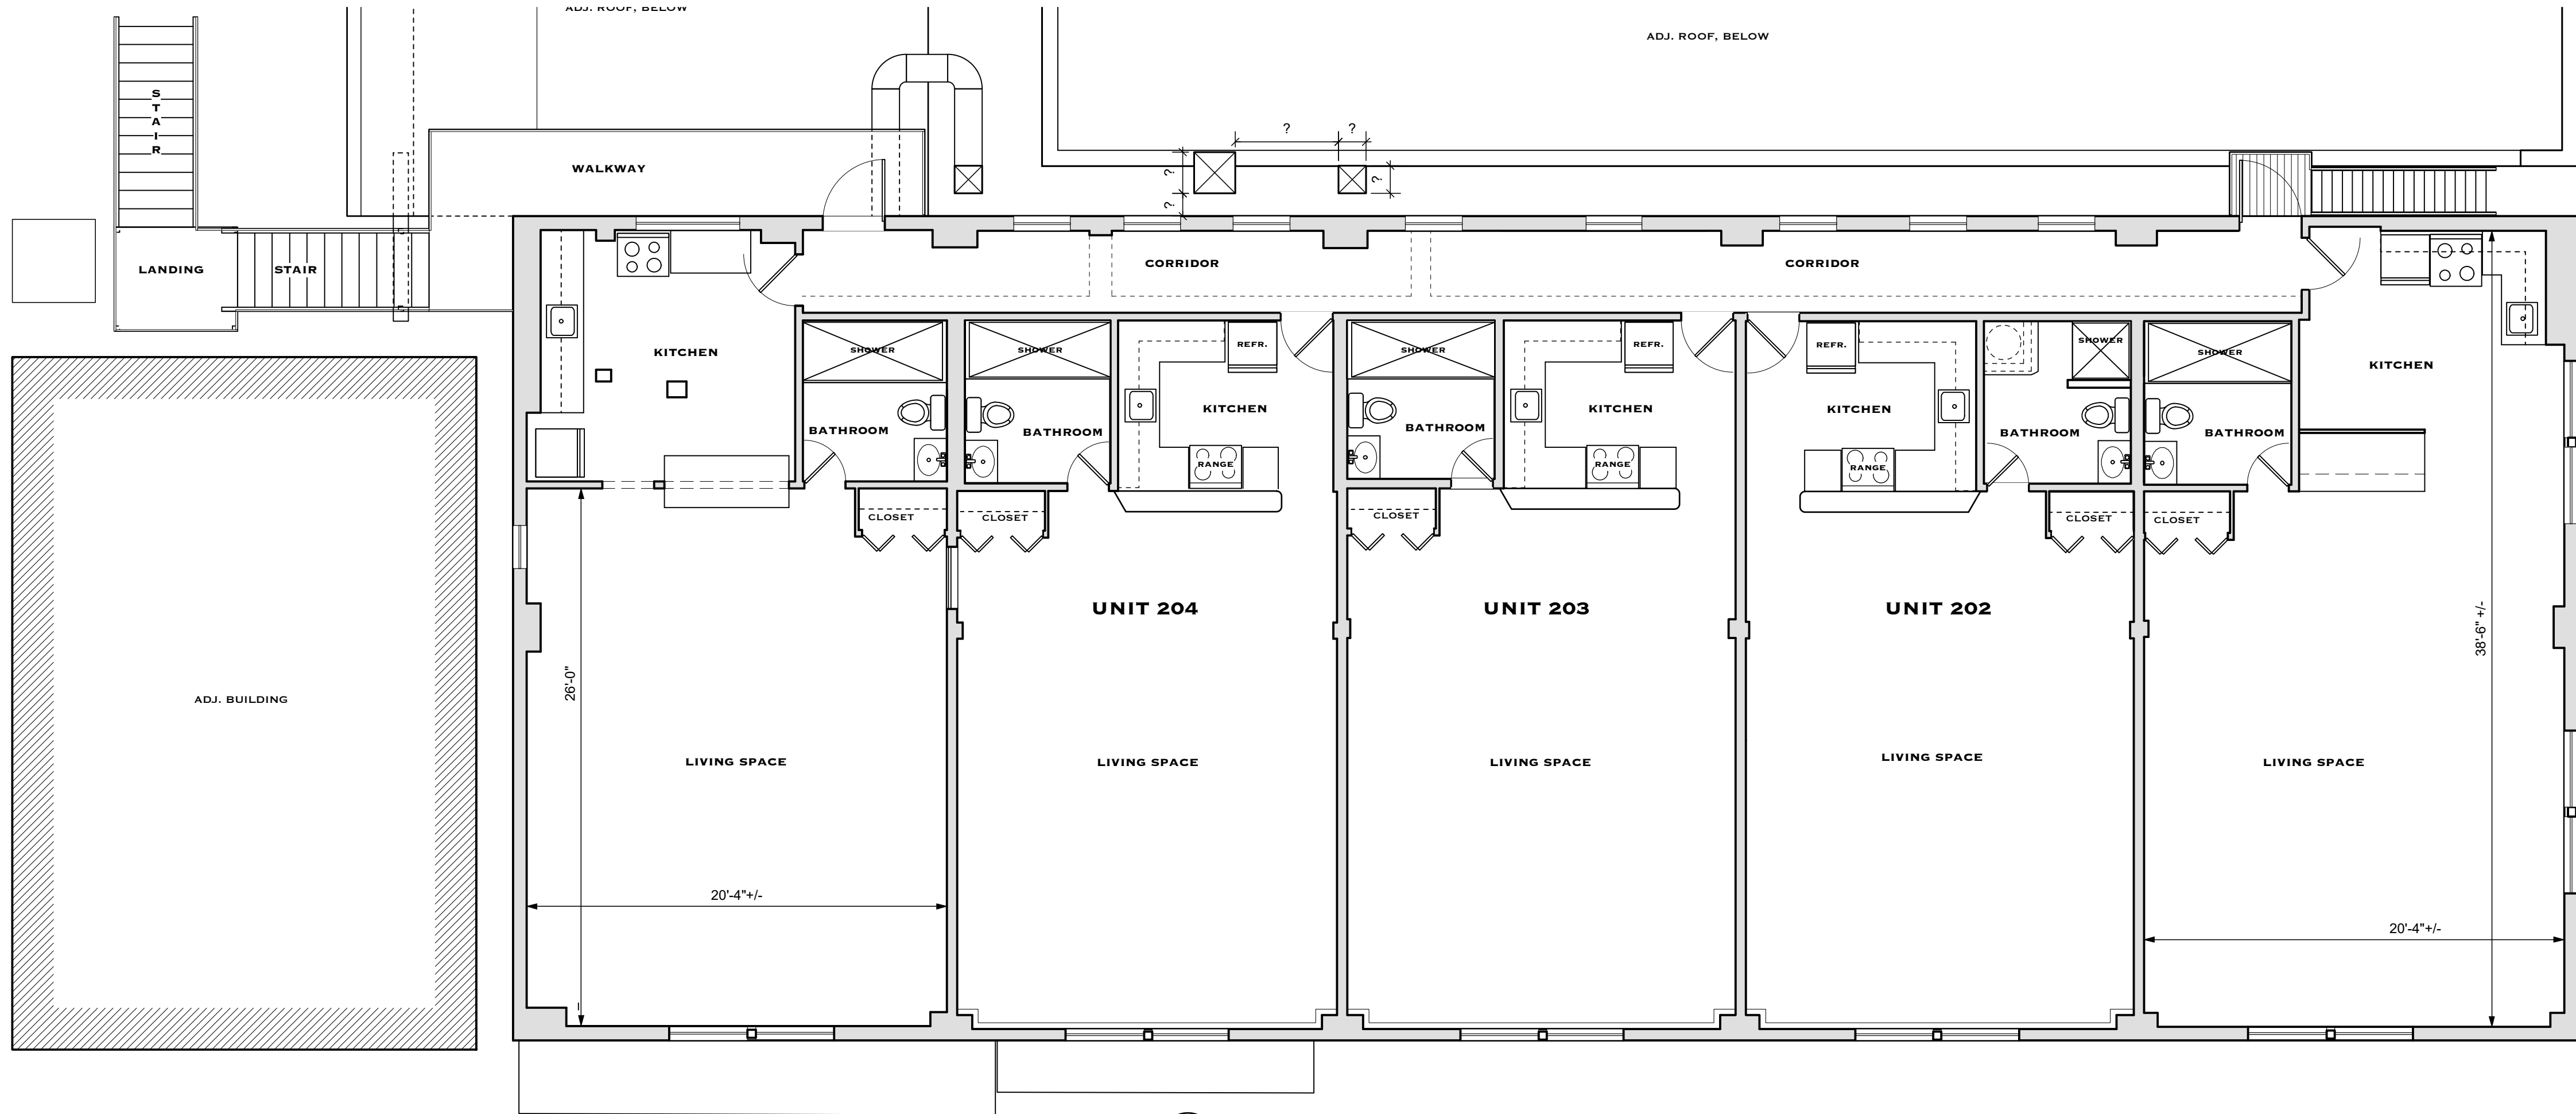 ADJ. ROOF, BELOW
ADJ. ROOF, BELOW
STAIR
?
?
WALKWAY
?
?
?
LANDING
STAIR
CORRIDOR
CORRIDOR
KITCHEN
SHOWER
SHOWER
REFR.
SHOWER
REFR.
REFR.
SHOWER
SHOWER
KITCHEN
BATHROOM
BATHROOM
KITCHEN
BATHROOM
KITCHEN
KITCHEN
BATHROOM
BATHROOM
RANGE
RANGE
RANGE
CLOSET
CLOSET
CLOSET
CLOSET
CLOSET
UNIT 204
UNIT 203
UNIT 202
38'-6" +/-
26'-0"
ADJ. BUILDING
LIVING SPACE
LIVING SPACE
LIVING SPACE
LIVING SPACE
LIVING SPACE
20'-4"+/-
20'-4"+/-